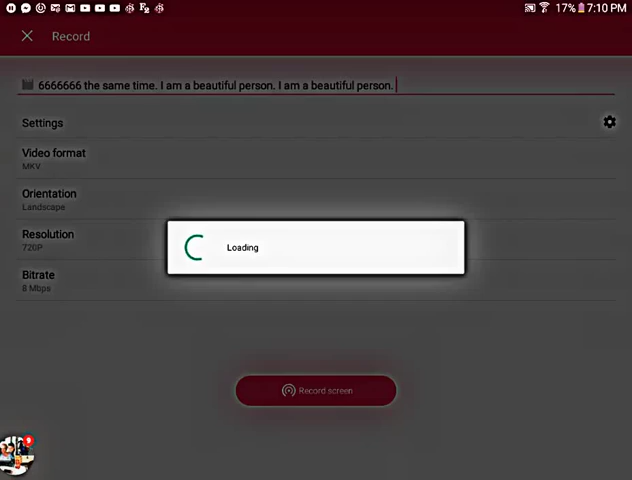 17% 7:10 PM
Record
6666666 the same time. I am a beautiful person. I am a beautiful person.
Settings
Video format
MKV
Orientation
Landscape
Resolution
720P
Loading
Bitrate
8 Mbps
Record screen
9